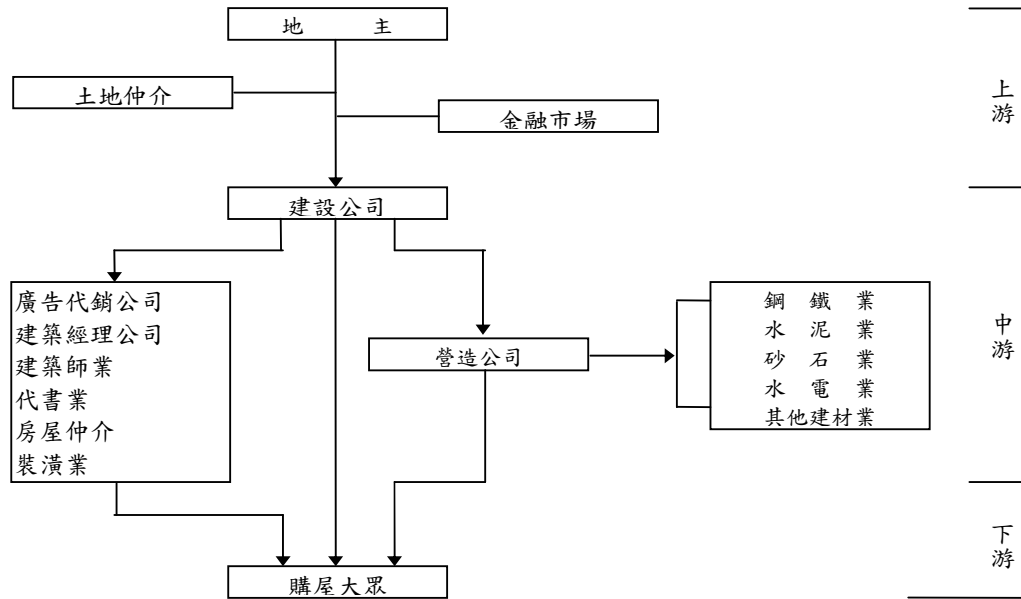 地 主
土地仲介
金融市場
上游
建設公司
廣告代銷公司
建築經理公司
建築師業
代書業
房屋仲介
裝潢業
營造公司
鋼 鐵 業
水 泥 業
砂 石 業
水 電 業
其他建材業
中游
購屋大眾
下游